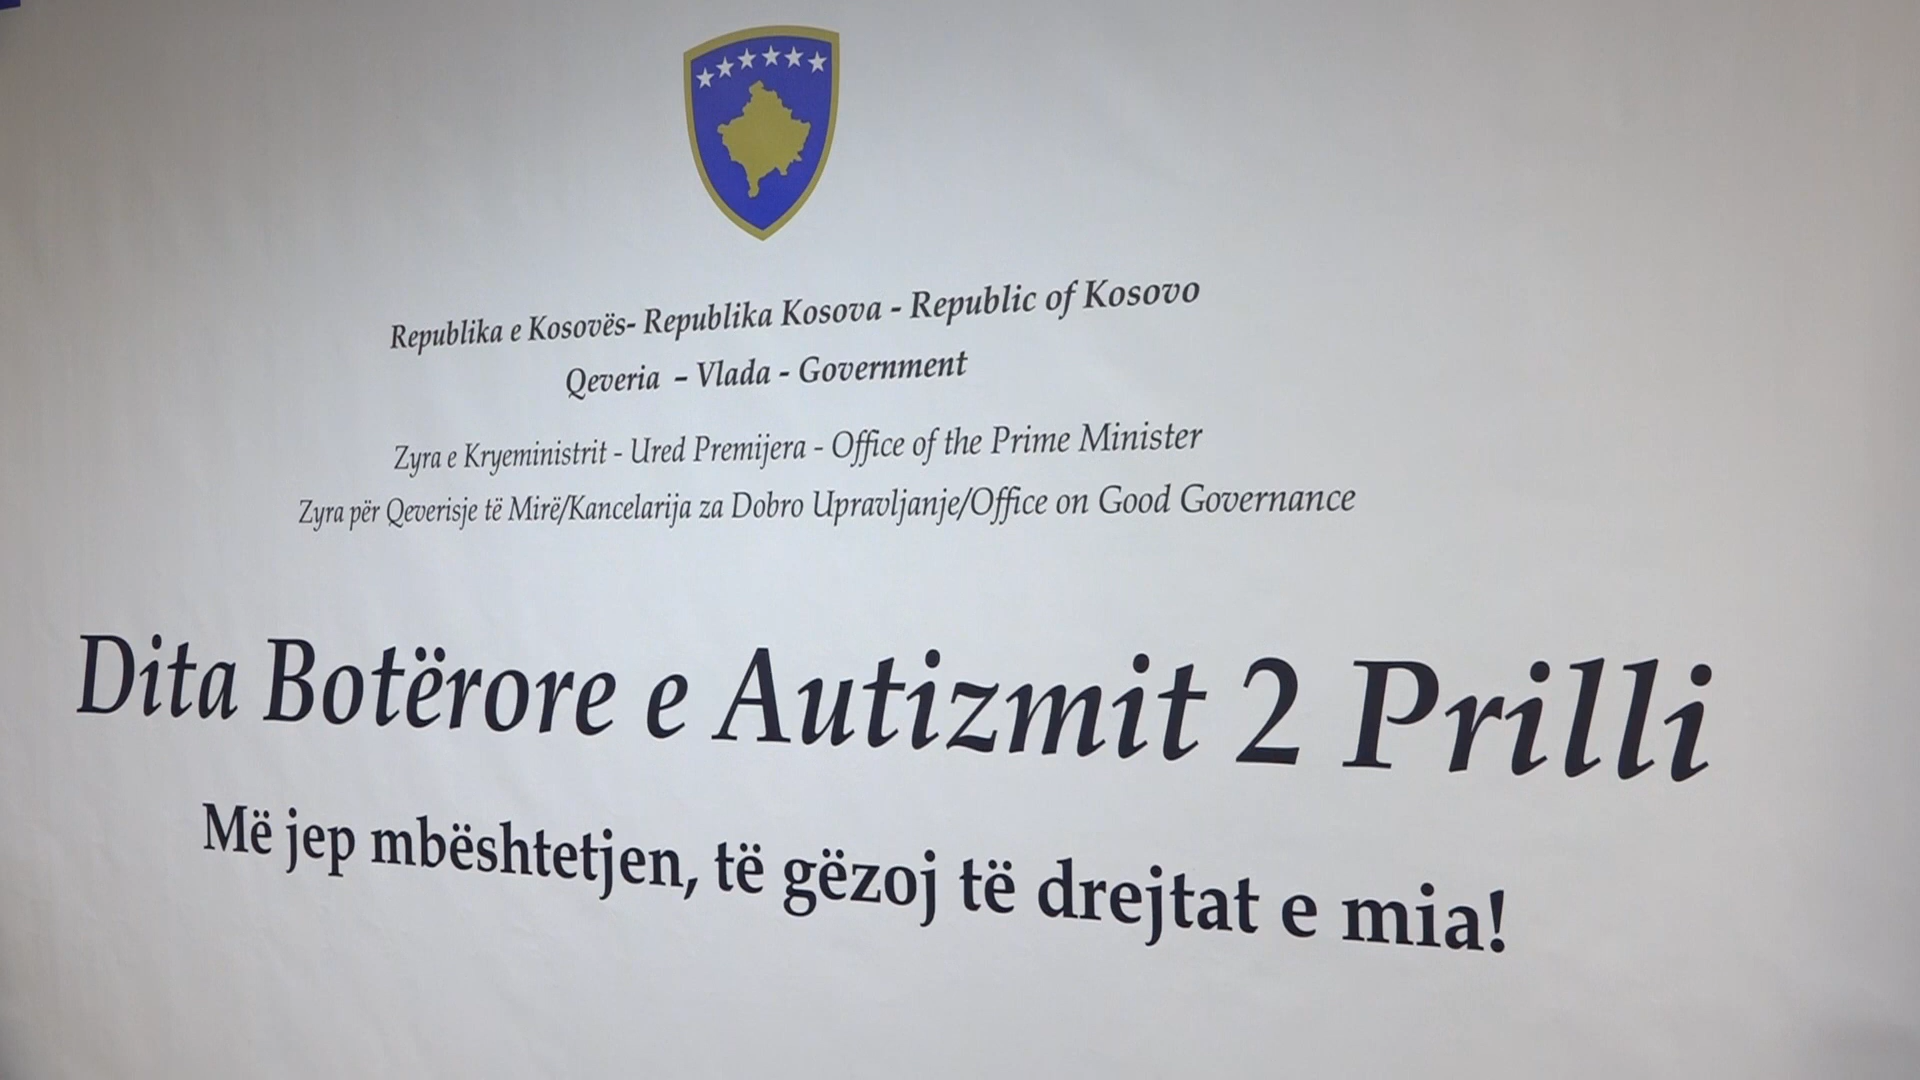 Republika e Kosovës- Republika Kosova - Republic of Kosovo
Qeveria – Vlada - Government
Zyra e Kryeministrit - Ured Premijera - Office of the Prime Minister
Zyra për Qeverisje të Mirë/Kancelarija za Dobro Upravljanje/Office on Good Governance
Dita Botërore e Autizmit 2 Prilli
Më jep mbështetjen, të gëzoj të drejtat e mia!